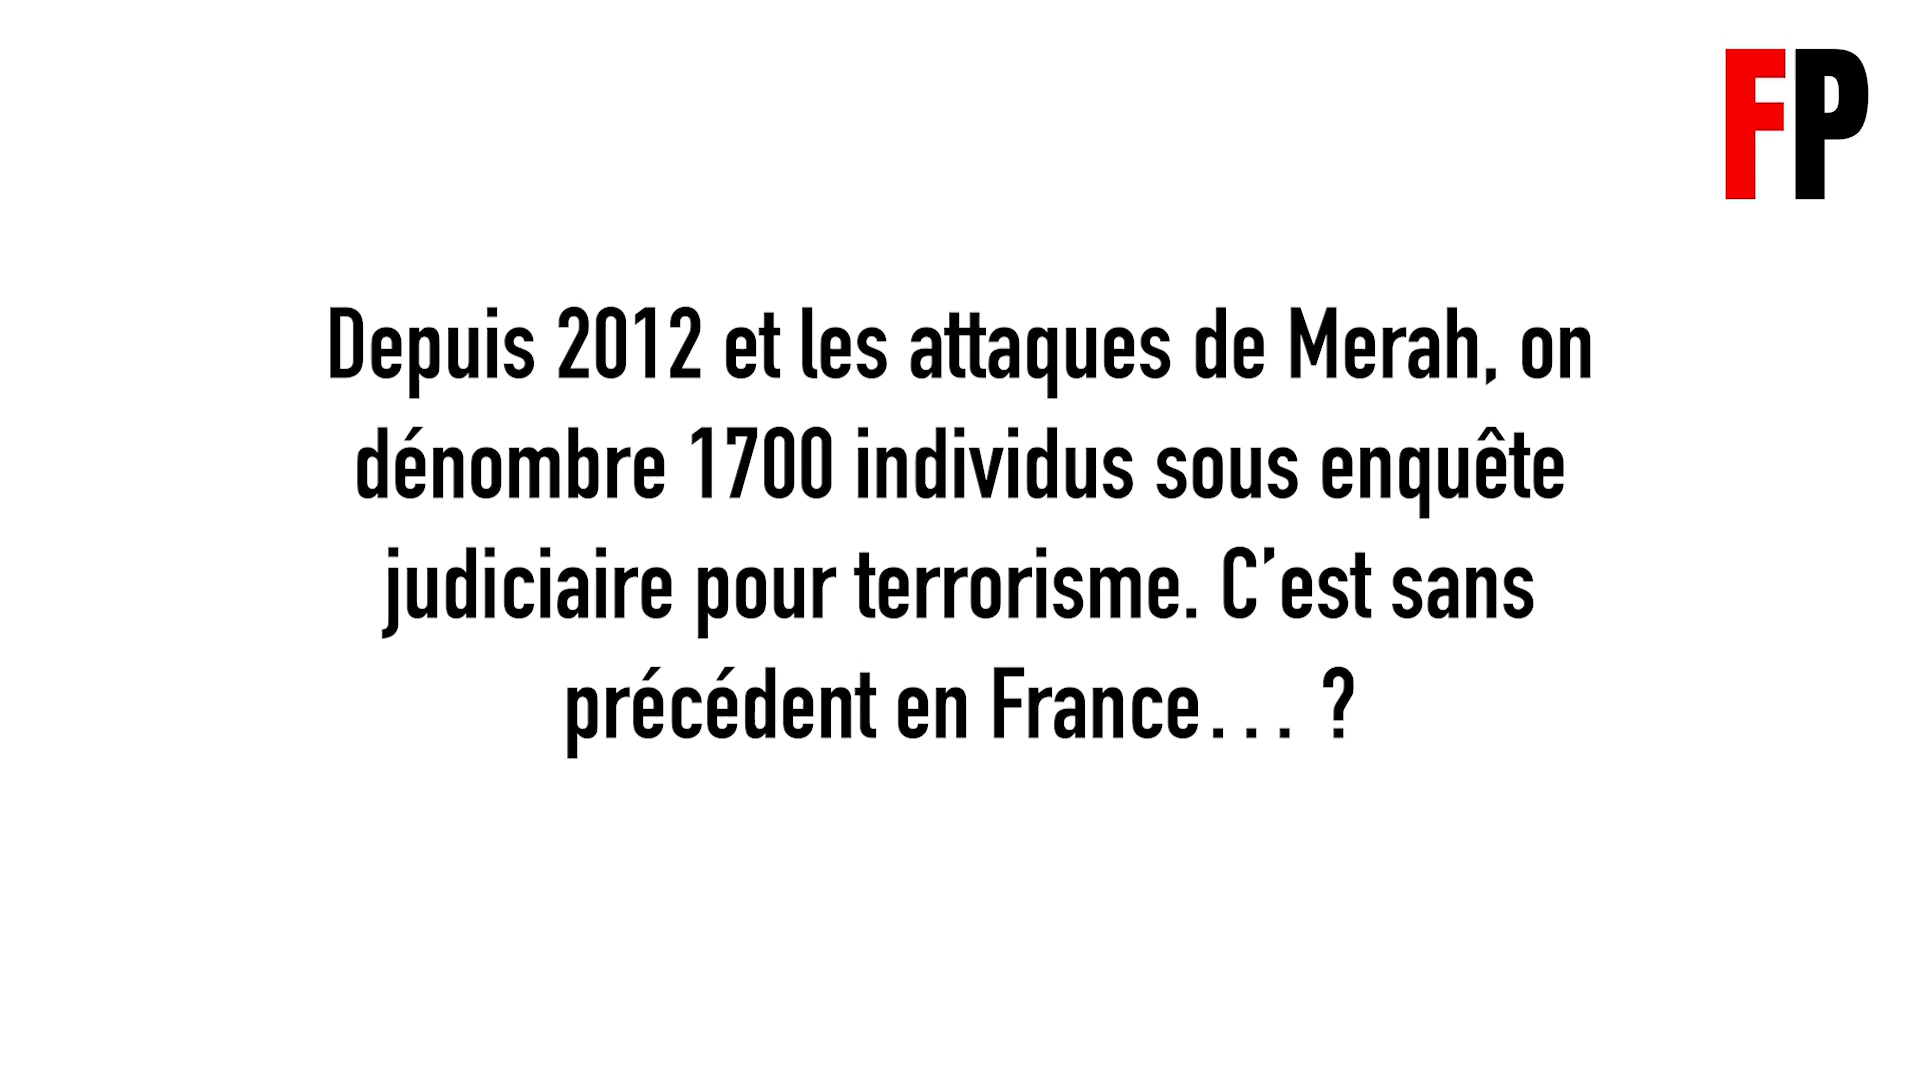 FP
Depuis 2012 et les attaques de Merah, on
dénombre 1700 individus sous enquête
judiciaire pour terrorisme. C’est sans
précédent en France… ?